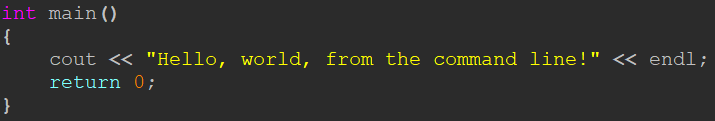 int main()
{
    cout << "Hello, world, from the command line!" << endl;
    return 0;
}